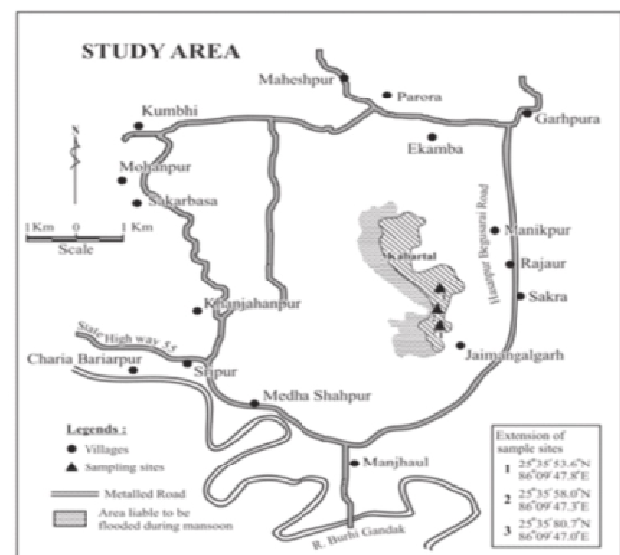 STUDY AREA
Maheshpur
Parora
Kumbhi
Garhpura
Ekamba
N
Mohanpur
Sakarbasa
1Km 0 1 Km
Scale
Kabartal
Hasanpur Begusarai Road
Manikpur
Rajaur
Sakra
Khanjahanpur
State High way 55
Jaimangalgarh
Charia Bariarpur
Sripur
Medha Shahpur
Legends :
Villages
Sampling sites
Metalled Road
Area liable to be
flooded during mansoon
Manjhaul
R. Burhi Gandak
Extension of
sample sites
1 25°35'53.6"N
86°09'47.8"E
2 25°35'58.0"N
86°09'47.3"E
3 25°35'80.7"N
86°09'47.0"E